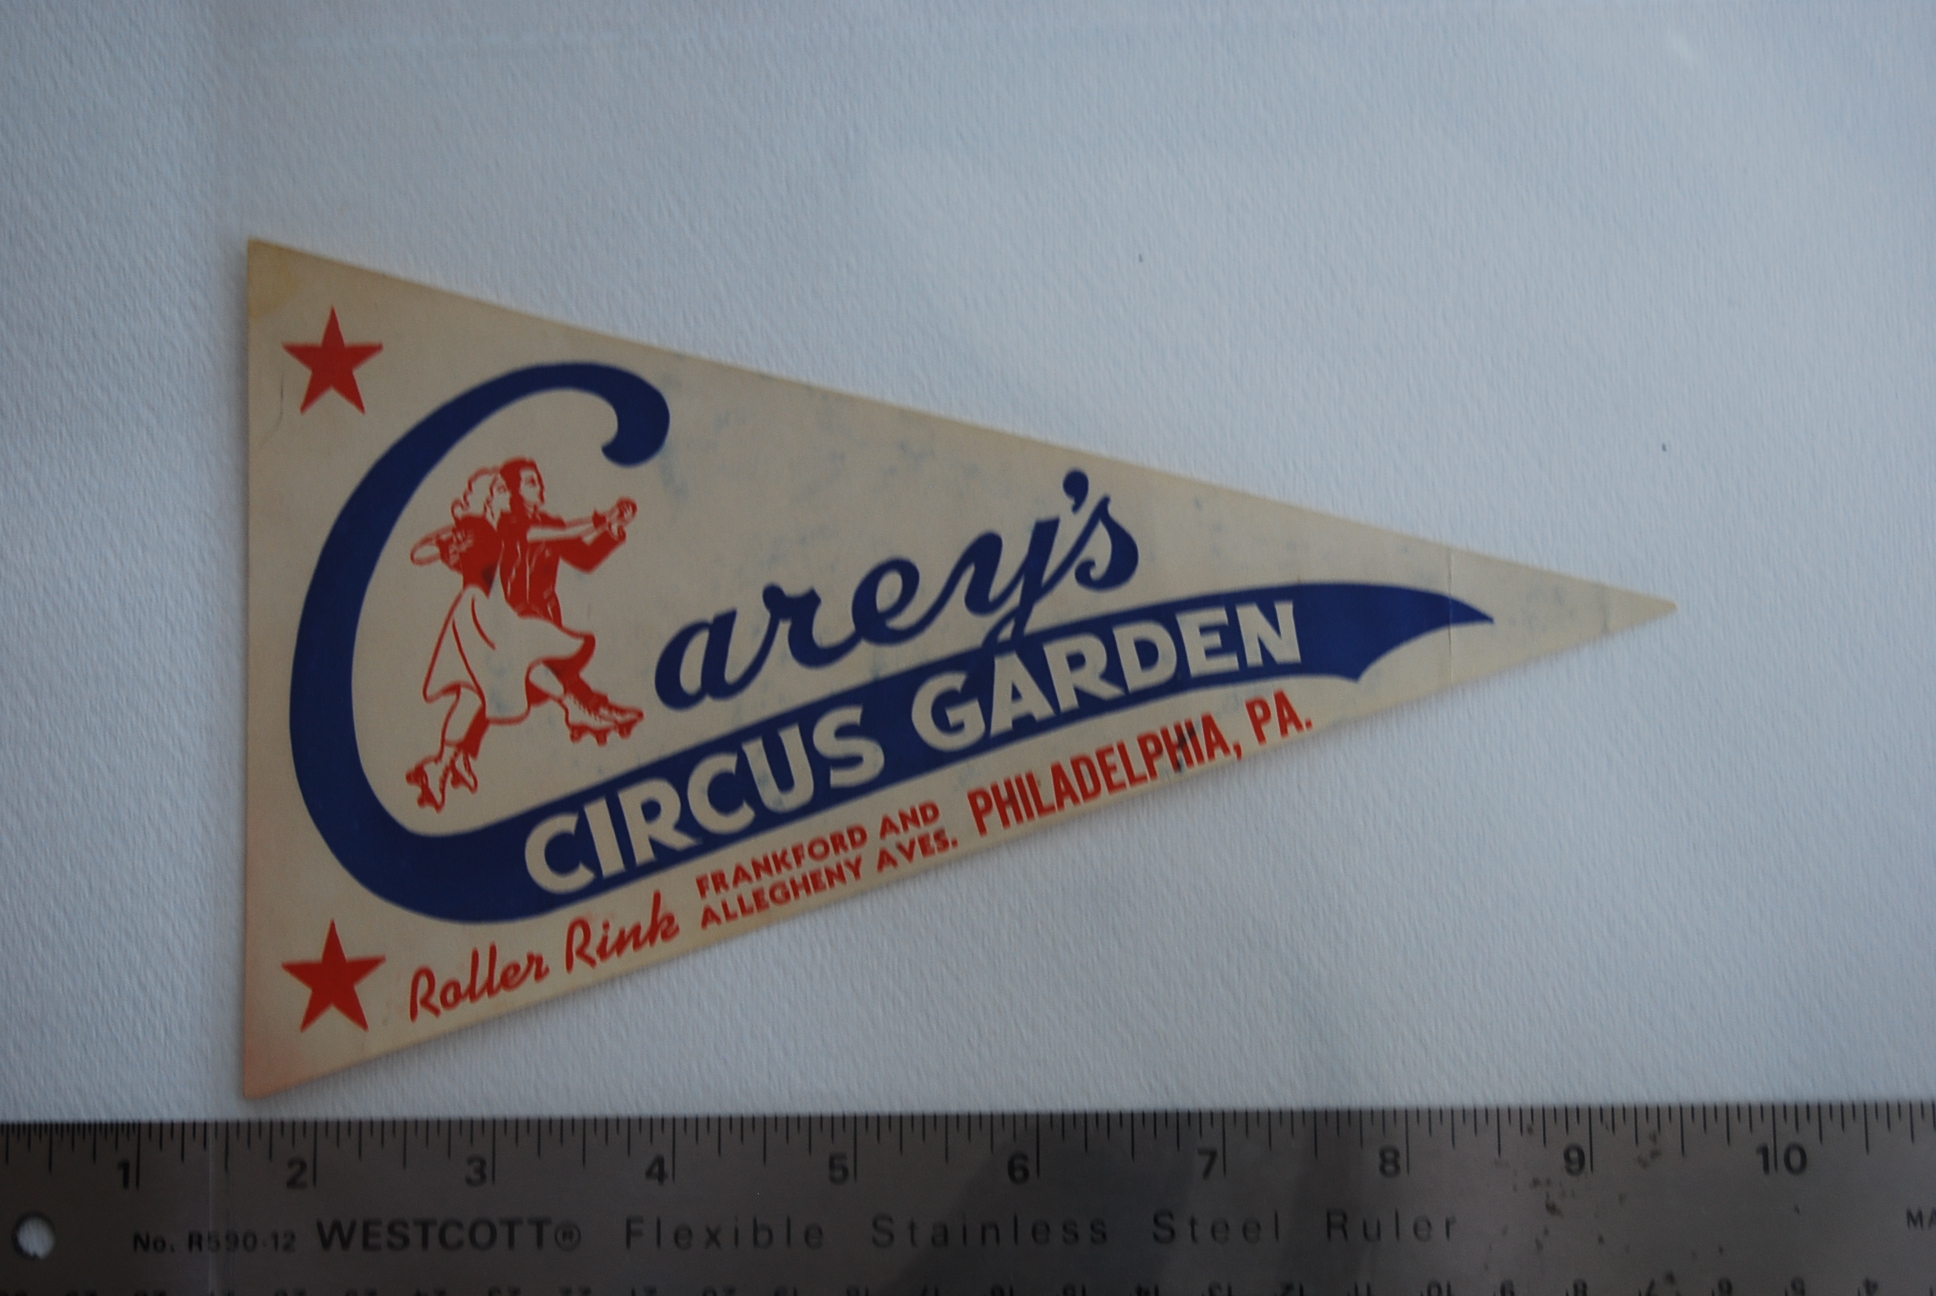 Carey's
CIRCUS GARDEN
Roller Rink
FRANKFORD AND
ALLEGHENY AVES.
PHILADELPHIA, PA.
1 2 3 4 5 6 7 8 9 10
No. R590-12 WESTCOTT® Flexible Stainless Steel Ruler